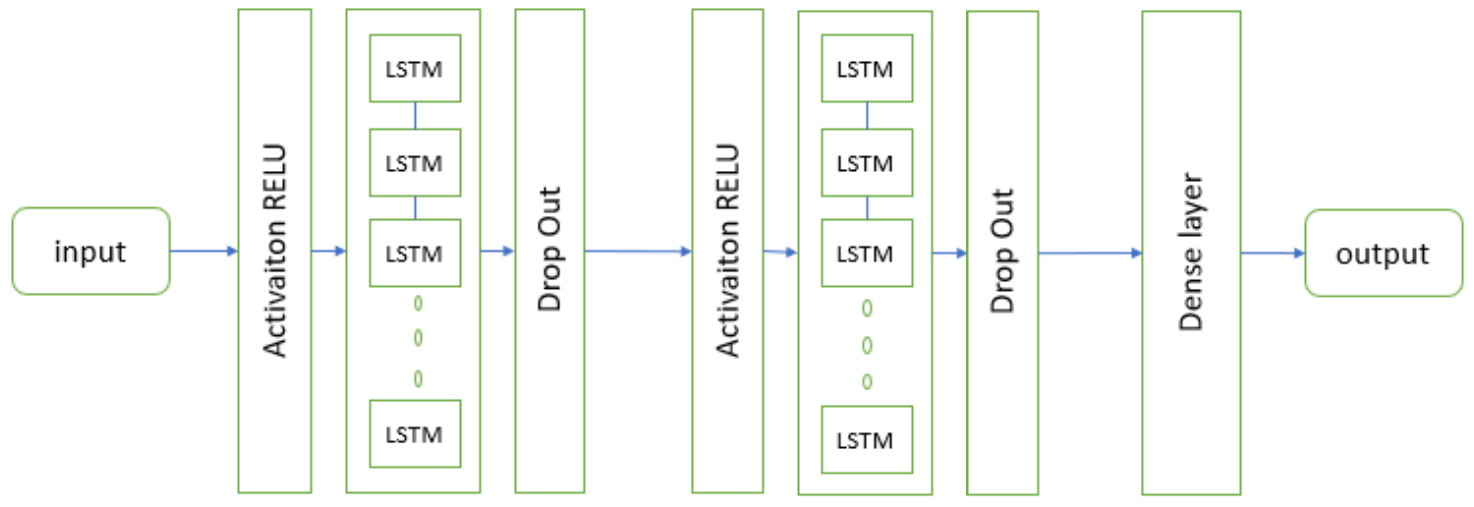 input
Activaiton RELU
LSTM
LSTM
LSTM
LSTM
Drop Out
Activaiton RELU
LSTM
LSTM
LSTM
LSTM
Drop Out
Dense layer
output